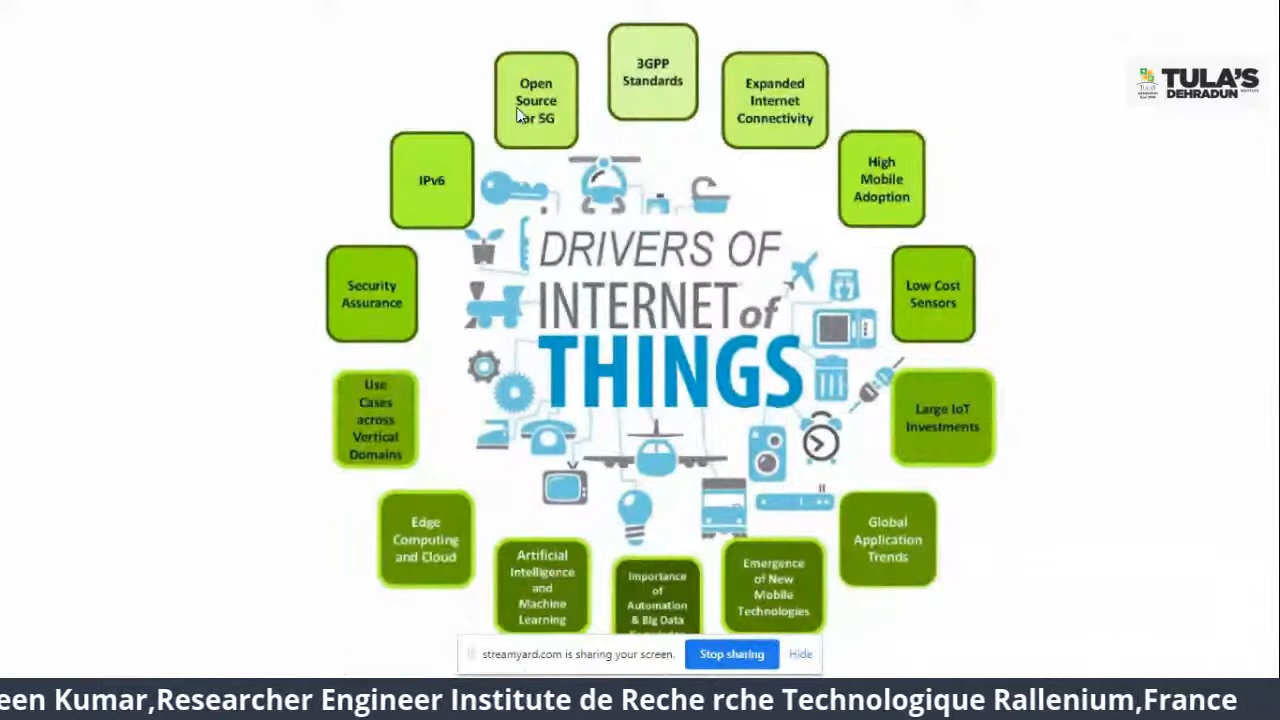 3GPP
Standards
Open
Source
for 5G
Expanded
Internet
Connectivity
TULA'S
DEHRADUN
IPv6
High
Mobile
Adoption
DRIVERS OF
INTERNET of
THINGS
Security
Assurance
Low Cost
Sensors
Use
Cases
across
Vertical
Domains
Large IoT
Investments
Edge
Computing
and Cloud
Global
Application
Trends
Artificial
Intelligence
and
Machine
Learning
Importance
of
Automation
& Big Data
Emergence
of New
Mobile
Technologies
streamyard.com is sharing your screen.
Stop sharing
Hide
een Kumar,Researcher Engineer Institute de Reche rche Technologique Rallenium,France